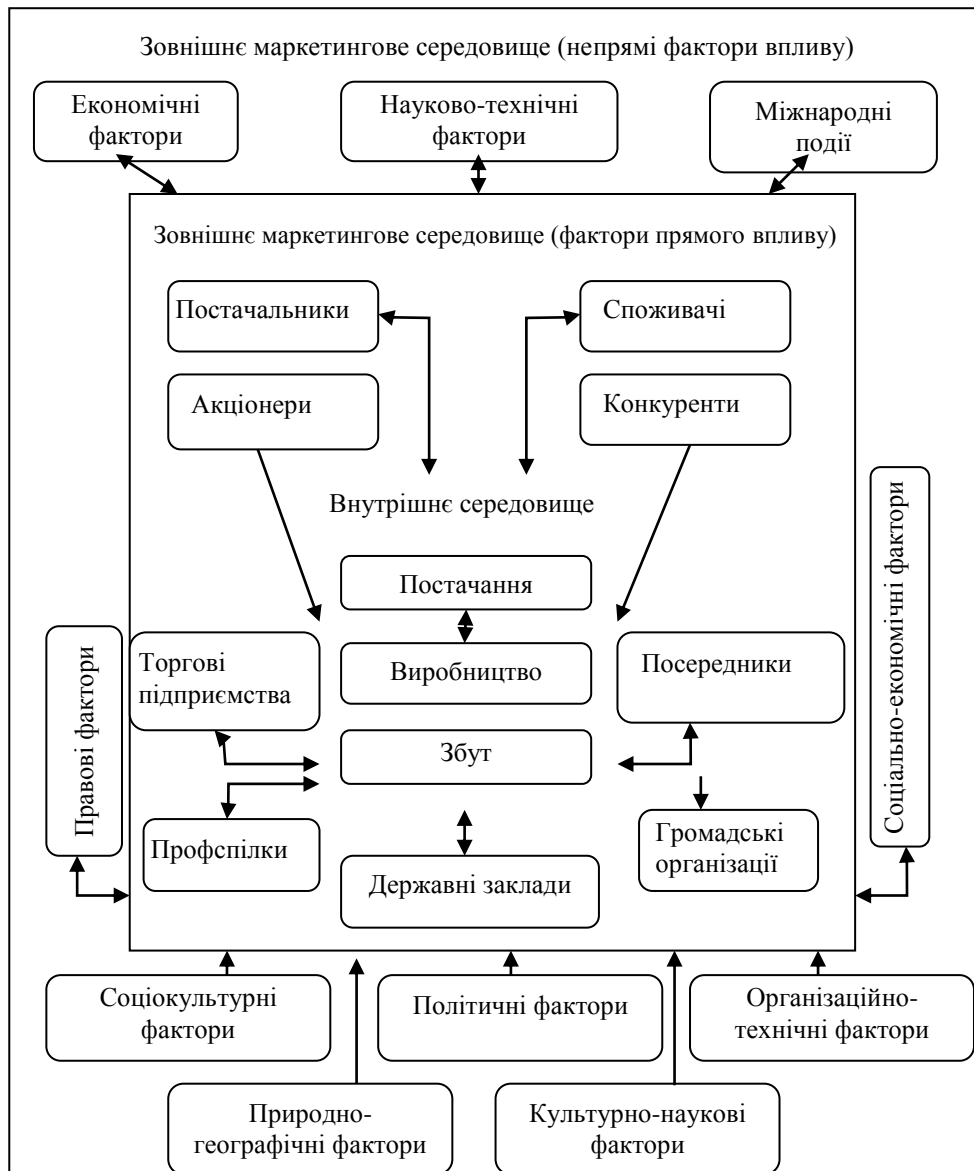 Зовнішнє маркетингове середовище (непрямі фактори впливу)
Економічні
фактори
Науково-технічні
фактори
Міжнародні
події
Зовнішнє маркетингове середовище (фактори прямого впливу)
Постачальники
Споживачі
Акціонери
Конкуренти
Внутрішнє середовище
Постачання
Торгові
підприємства
Виробництво
Посередники
Збут
Правові фактори
Соціально-економічні фактори
Профспілки
Державні заклади
Громадські
організації
Соціокультурні
фактори
Політичні фактори
Організаційно-
технічні фактори
Природно-
географічні фактори
Культурно-наукові
фактори